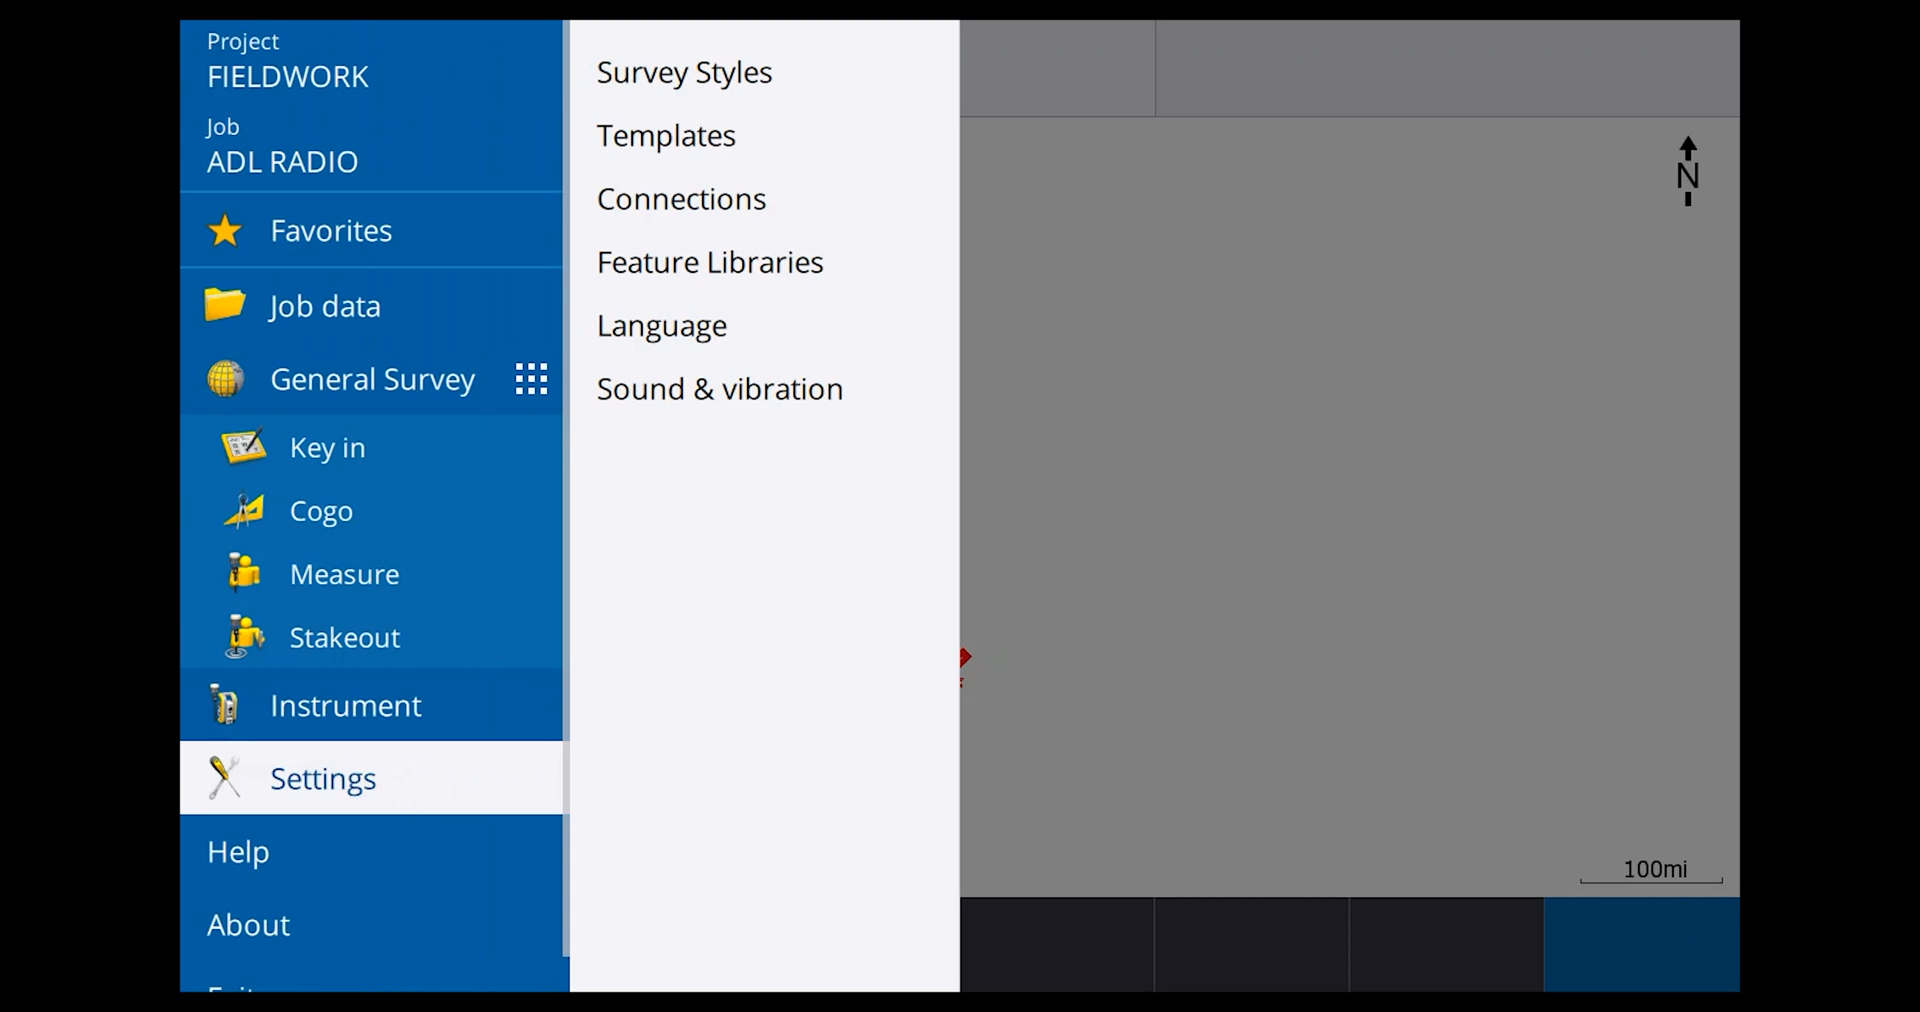 Project
FIELDWORK
Job
ADL RADIO
Favorites
Job data
General Survey
Key in
Cogo
Measure
Stakeout
Instrument
Settings
Help
About
Survey Styles
Templates
Connections
Feature Libraries
Language
Sound & vibration
N
100mi